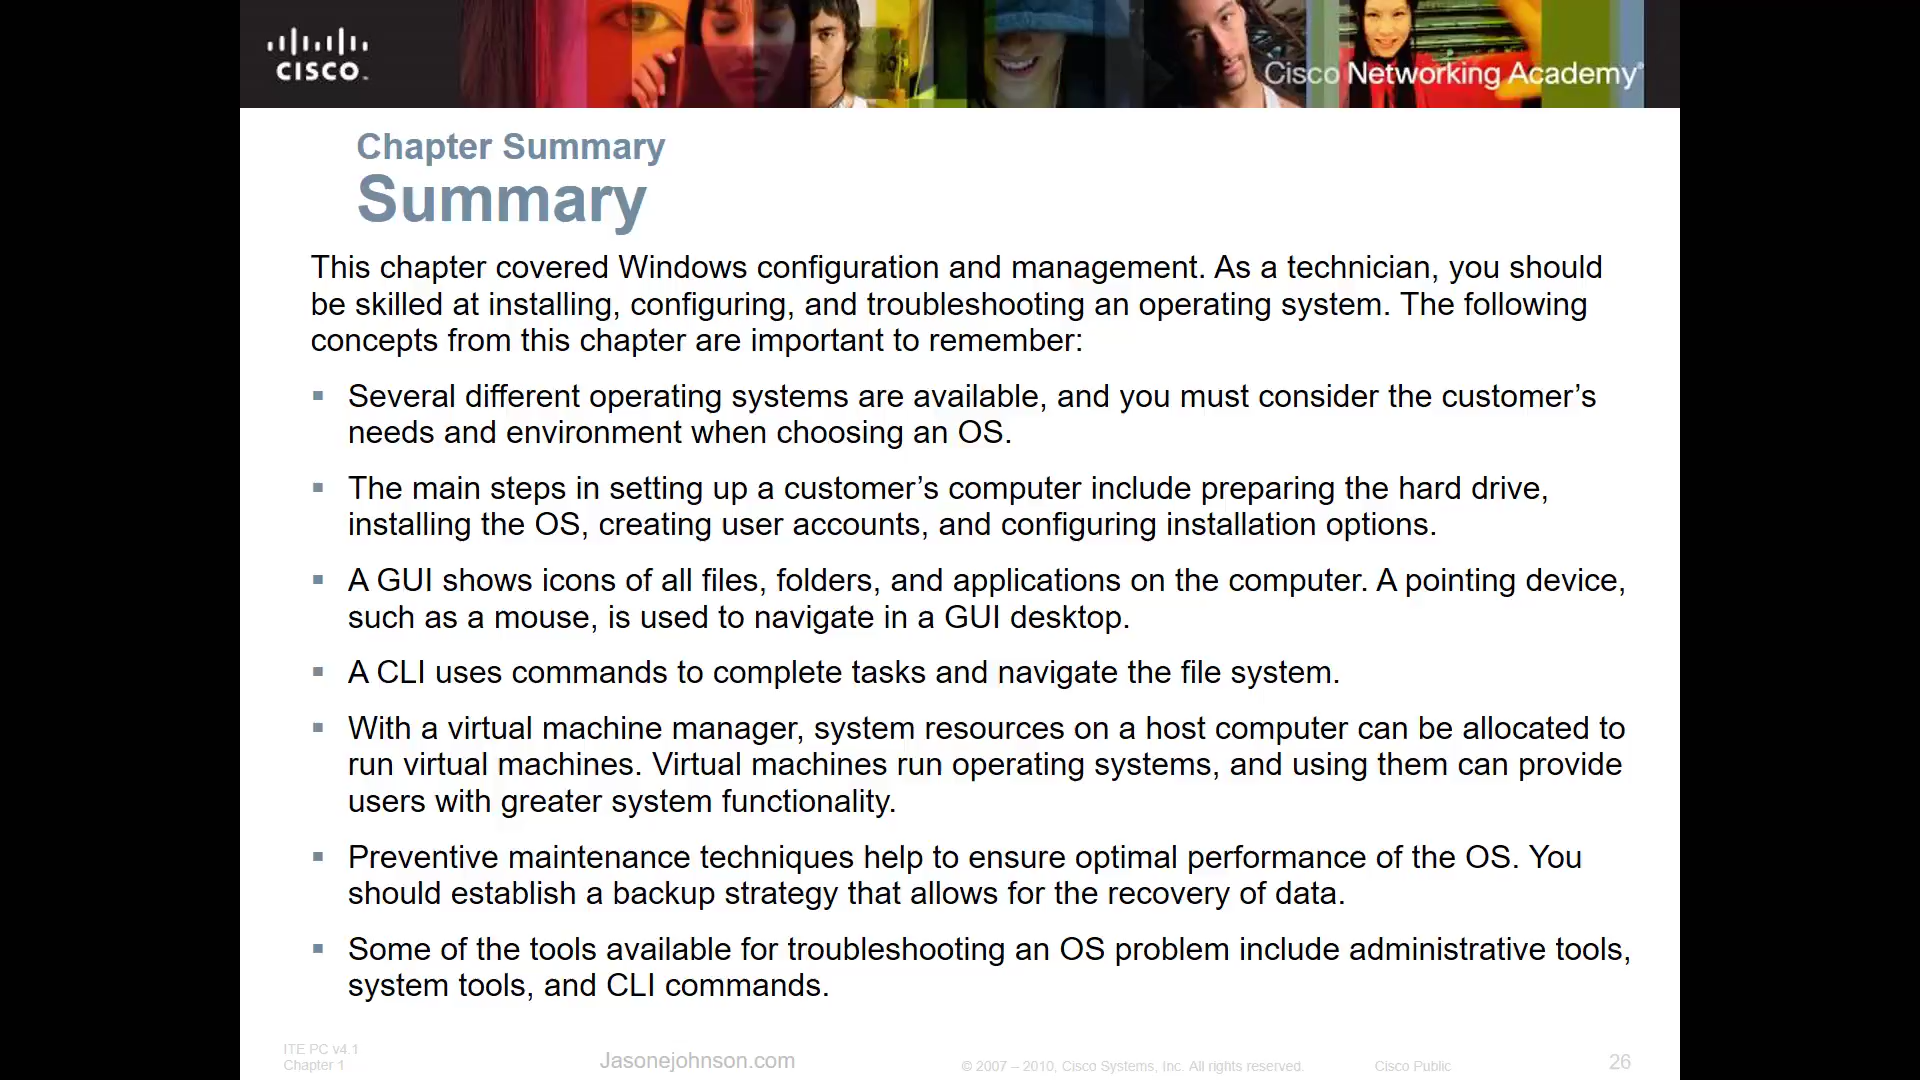 CISCO
Cisco Networking Academy®
Chapter Summary
Summary
This chapter covered Windows configuration and management. As a technician, you should
be skilled at installing, configuring, and troubleshooting an operating system. The following
concepts from this chapter are important to remember:
▪ Several different operating systems are available, and you must consider the customer’s
needs and environment when choosing an OS.
▪ The main steps in setting up a customer’s computer include preparing the hard drive,
installing the OS, creating user accounts, and configuring installation options.
▪ A GUI shows icons of all files, folders, and applications on the computer. A pointing device,
such as a mouse, is used to navigate in a GUI desktop.
▪ A CLI uses commands to complete tasks and navigate the file system.
▪ With a virtual machine manager, system resources on a host computer can be allocated to
run virtual machines. Virtual machines run operating systems, and using them can provide
users with greater system functionality.
▪ Preventive maintenance techniques help to ensure optimal performance of the OS. You
should establish a backup strategy that allows for the recovery of data.
▪ Some of the tools available for troubleshooting an OS problem include administrative tools,
system tools, and CLI commands.
ITE PC v4.1
Chapter 1
Jasonejohnson.com
© 2007 – 2010, Cisco Systems, Inc. All rights reserved.
Cisco Public
26